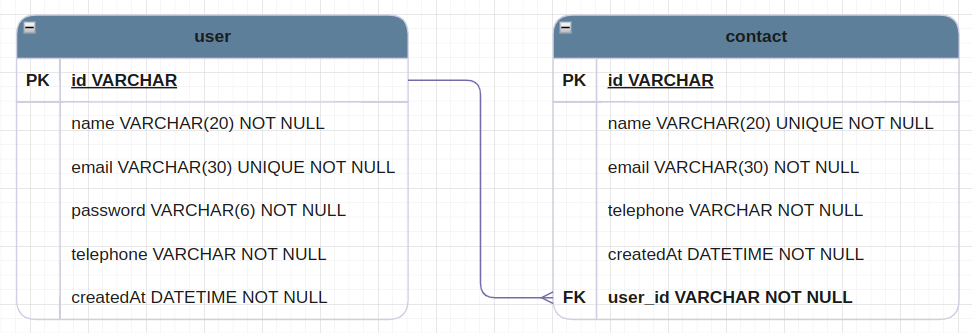 user
PK id VARCHAR
name VARCHAR(20) NOT NULL
email VARCHAR(30) UNIQUE NOT NULL
password VARCHAR(6) NOT NULL
telephone VARCHAR NOT NULL
createdAt DATETIME NOT NULL
contact
PK id VARCHAR
name VARCHAR(20) UNIQUE NOT NULL
email VARCHAR(30) NOT NULL
telephone VARCHAR NOT NULL
createdAt DATETIME NOT NULL
FK user_id VARCHAR NOT NULL